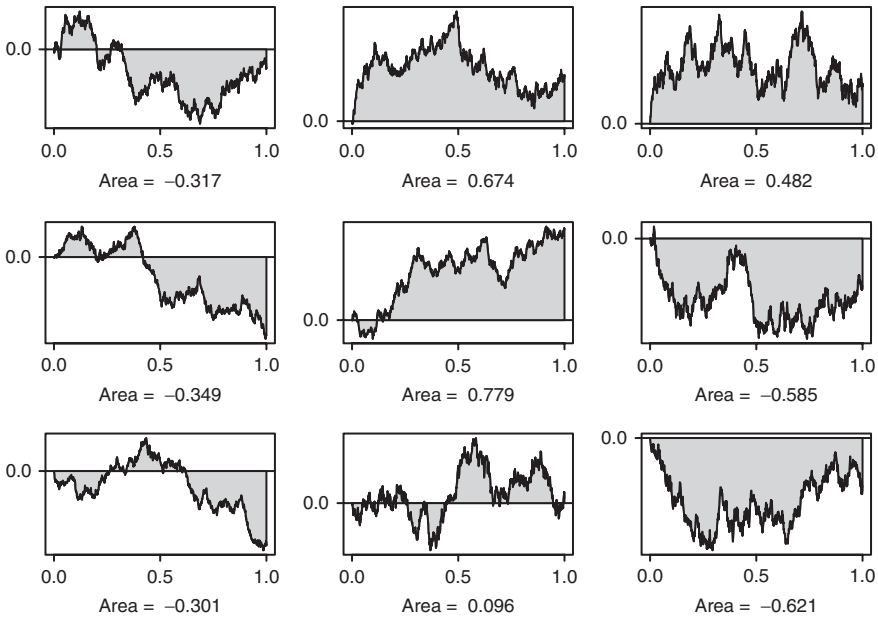 0.0
0.0 0.5 1.0
Area = −0.317
0.0
0.0 0.5 1.0
Area = 0.674
0.0
0.0 0.5 1.0
Area = 0.482
0.0
0.0 0.5 1.0
Area = −0.349
0.0
0.0 0.5 1.0
Area = 0.779
0.0
0.0 0.5 1.0
Area = −0.585
0.0
0.0 0.5 1.0
Area = −0.301
0.0
0.0 0.5 1.0
Area = 0.096
0.0
0.0 0.5 1.0
Area = −0.621